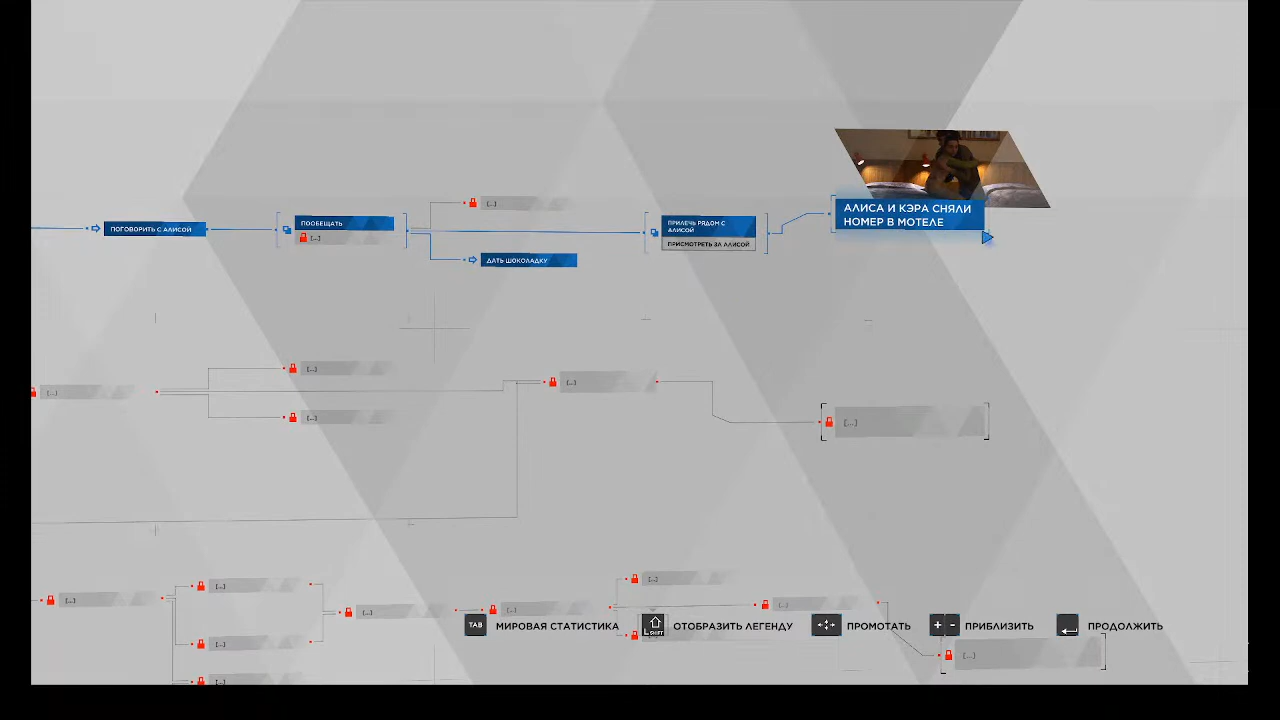 АЛИСА И КЭРА СНЯЛИ
НОМЕР В МОТЕЛЕ
[...]
ПОГОВОРИТЬ С АЛИСОЙ
ПООБЕЩАТЬ
[...]
ПРИЛЕЧЬ РЯДОМ С
АЛИСОЙ
ПРИСМОТРЕТЬ ЗА АЛИСОЙ
ДАТЬ ШОКОЛАДКУ
[...]
[...]
[...]
[...]
[...]
[...]
[...]
[...]
[...]
[...]
[...]
[...]
TAB МИРОВАЯ СТАТИСТИКА
L SHIFT ОТОБРАЗИТЬ ЛЕГЕНДУ
ПРОМОТАТЬ
+ - ПРИБЛИЗИТЬ
ПРОДОЛЖИТЬ
[...]
[...]